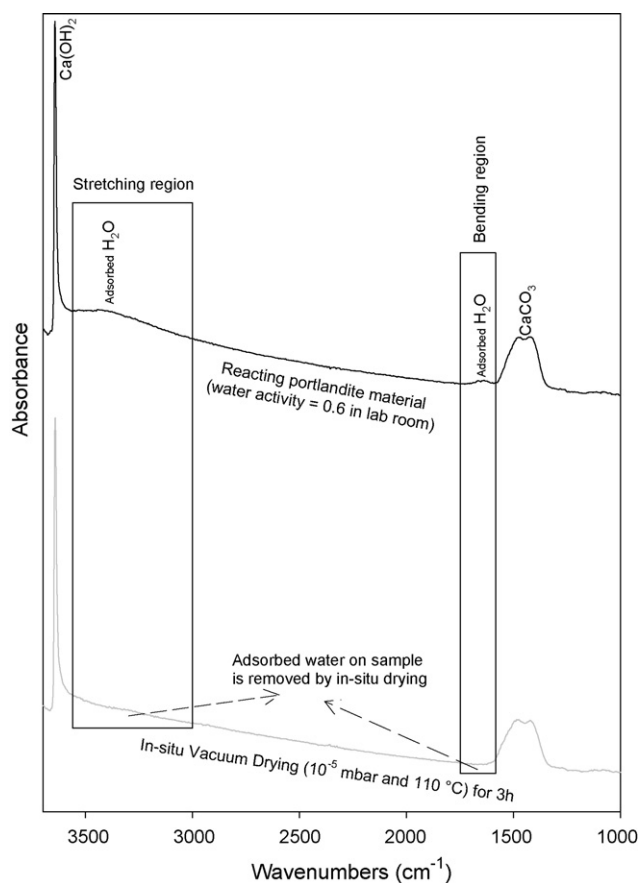 Ca(OH)₂
Stretching region
Adsorbed H₂O
Bending region
Adsorbed H₂O
CaCO₃
Reacting portlandite material
(water activity = 0.6 in lab room)
Absorbance
Adsorbed water on sample
is removed by in-situ drying
In-situ Vacuum Drying (10⁻⁵ mbar and 110 °C) for 3h
3500 3000 2500 2000 1500 1000
Wavenumbers (cm⁻¹)